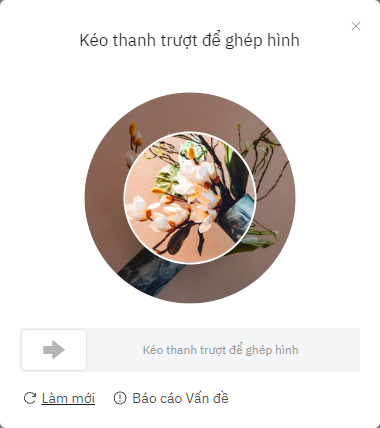 Kéo thanh trượt để ghép hình
Kéo thanh trượt để ghép hình
Làm mới
Báo cáo Vấn đề